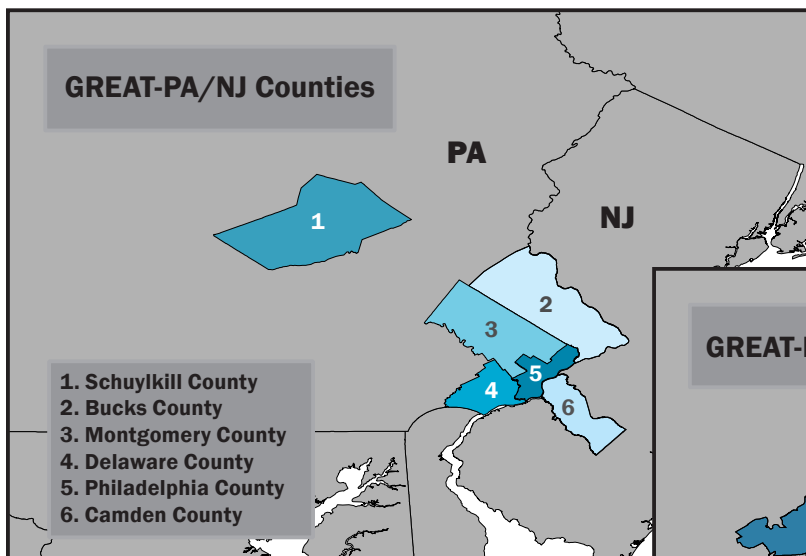 GREAT-PA/NJ Counties
PA
1
NJ
2
3
GREAT-
5
4
6
1. Schuylkill County
2. Bucks County
3. Montgomery County
4. Delaware County
5. Philadelphia County
6. Camden County